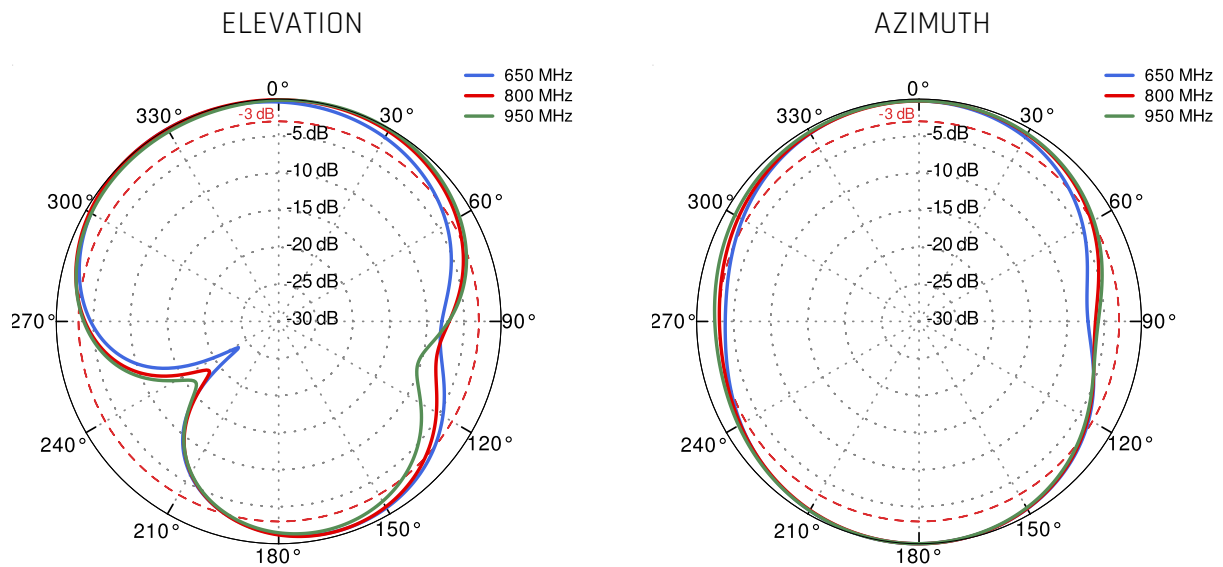 ELEVATION
650 MHz
800 MHz
950 MHz
0°
330°
30°
-3 dB
-5 dB
-10 dB
300°
60°
-15 dB
-20 dB
-25 dB
-30 dB
270°
90°
240°
120°
210°
150°
180°
AZIMUTH
650 MHz
800 MHz
950 MHz
0°
330°
30°
-3 dB
-5 dB
-10 dB
300°
60°
-15 dB
-20 dB
-25 dB
-30 dB
270°
90°
240°
120°
210°
150°
180°